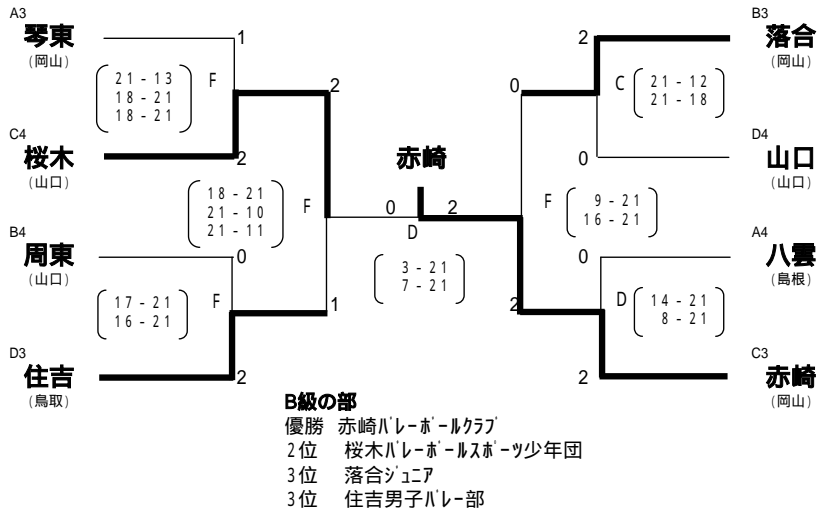 A3
琴東
(岡山)
1
21 - 13
18 - 21
18 - 21
F
C4
桜木
(山口)
2
2
18 - 21
21 - 10
21 - 11
F
B4
周東
(山口)
0
17 - 21
16 - 21
F
1
D3
住吉
(鳥取)
2
赤崎
0 2
D
3 - 21
7 - 21
B3
落合
(岡山)
2
C
21 - 12
21 - 18
0
D4
山口
(山口)
0
F
9 - 21
16 - 21
A4
八雲
(島根)
0
D
14 - 21
8 - 21
2
C3
赤崎
(岡山)
2
B級の部
優勝 赤崎ﾊﾞﾚｰﾎﾞｰﾙｸﾗﾌﾞ
2位 桜木ﾊﾞﾚｰﾎﾞｰﾙｽﾎﾟｰﾂ少年団
3位 落合ｼﾞｭﾆｱ
3位 住吉男子ﾊﾞﾚｰ部